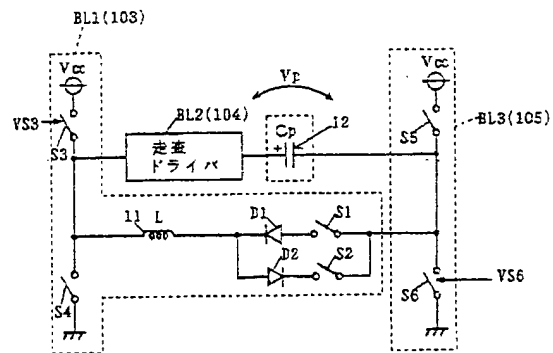 BL1(103)
Vcc
VS3
S3
BL2(104)
走査
ドライバ
Vp
Cp
12
+
Vcc
S5
BL3(105)
11 L
D1
S1
D2
S2
S4
S6
VS6